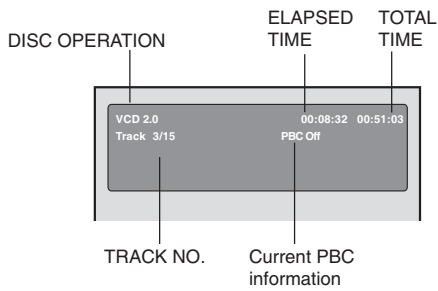 ELAPSED TIME
TOTAL TIME
DISC OPERATION
VCD 2.0
00:08:32 00:51:03
Track 3/15
PBC Off
TRACK NO.
Current PBC
information